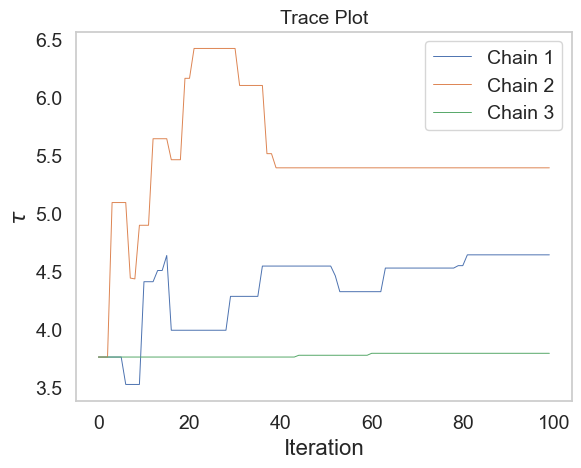 Trace Plot
6.5
6.0
5.5
5.0
4.5
4.0
3.5
τ
Chain 1
Chain 2
Chain 3
0 20 40 60 80 100
Iteration